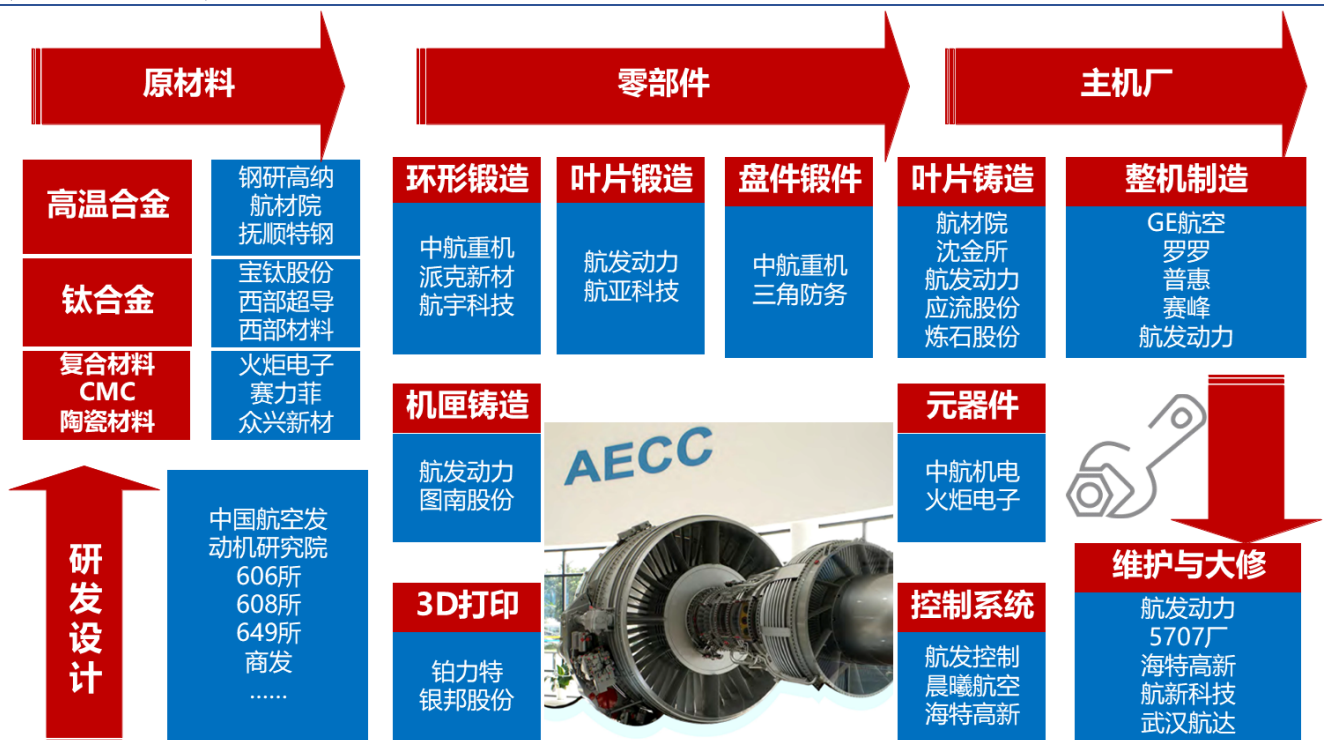 原材料
零部件
主机厂
高温合金
钢研高纳
航材院
抚顺特钢
钛合金
宝钛股份
西部超导
西部材料
复合材料
CMC
陶瓷材料
火炬电子
赛力菲
众兴新材
研发设计
中国航空发
动机研究院
606所
608所
649所
商发
……
环形锻造
中航重机
派克新材
航宇科技
叶片锻造
航发动力
航亚科技
盘件锻件
中航重机
三角防务
叶片铸造
航材院
沈金所
航发动力
应流股份
炼石股份
整机制造
GE航空
罗罗
普惠
赛峰
航发动力
机匣铸造
航发动力
图南股份
AECC
元器件
中航机电
火炬电子
3D打印
铂力特
银邦股份
控制系统
航发控制
晨曦航空
海特高新
维护与大修
航发动力
5707厂
海特高新
航新科技
武汉航达